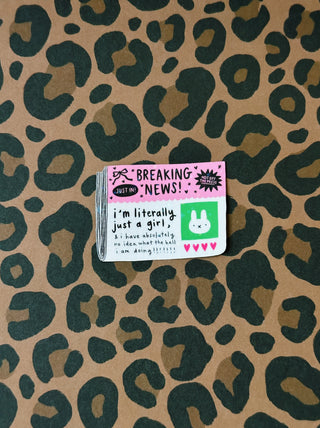 BREAKING
JUST IN!
NEWS!
i'm literally
just a girl,
& i have absolutely
no idea what the hell
i am doing!!!!!!!